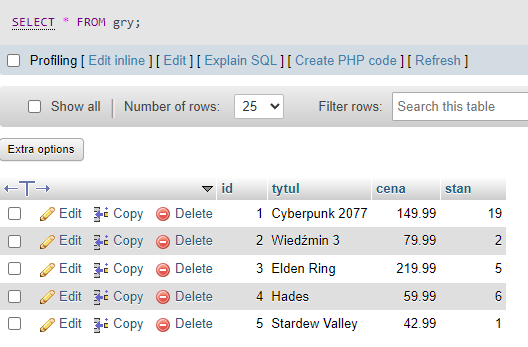 SELECT * FROM gry;
Profiling [ Edit inline ] [ Edit ] [ Explain SQL ] [ Create PHP code ] [ Refresh ]
Show all Number of rows: 25 Filter rows: Search this table
Extra options
id tytul cena stan
Edit Copy Delete 1 Cyberpunk 2077 149.99 19
Edit Copy Delete 2 Wiedźmin 3 79.99 2
Edit Copy Delete 3 Elden Ring 219.99 5
Edit Copy Delete 4 Hades 59.99 6
Edit Copy Delete 5 Stardew Valley 42.99 1